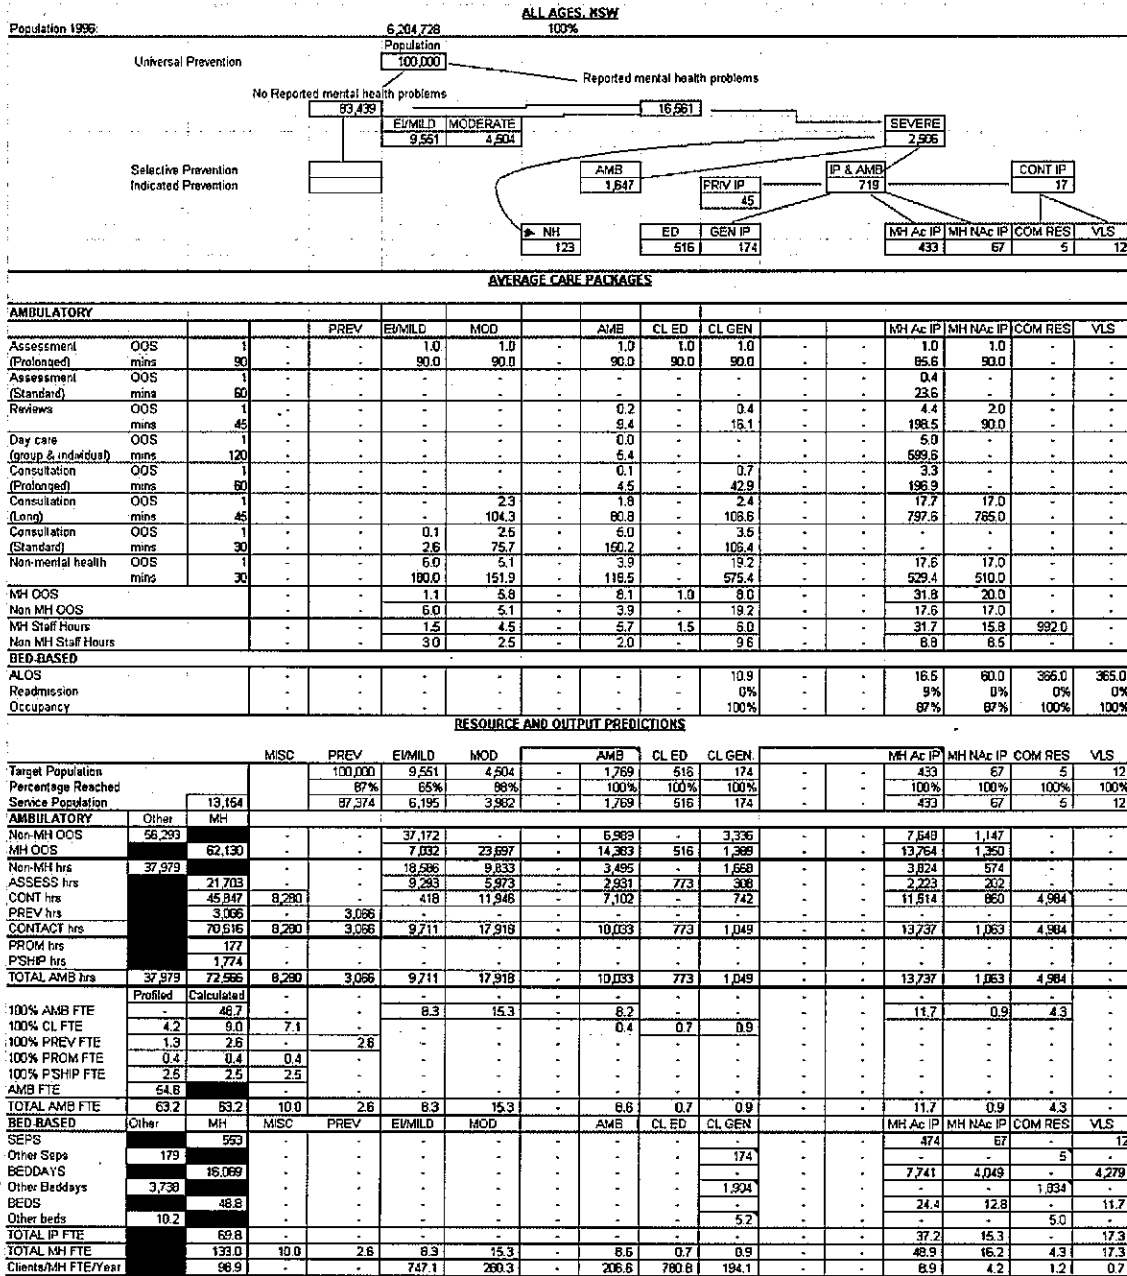 ALL AGES, NSW
Population 1996: 6,204,728 100%
Population
Universal Prevention 100,000
Reported mental health problems
No Reported mental health problems
83,439 16,561
EI/MILD MODERATE SEVERE
9,551 4,504 2,506
Selective Prevention AMB IP & AMB CONT IP
Indicated Prevention 1,647 PRIV IP 719 17
45
NH ED GEN IP MH Ac IP MH NAc IP COM RES VLS
123 516 174 433 67 5 12
AVERAGE CARE PACKAGES
AMBULATORY
PREV EI/MILD MOD AMB CL ED CL GEN MH Ac IP MH NAc IP COM RES VLS
Assessment OOS 1 - - 1.0 1.0 - 1.0 1.0 1.0 - - 1.0 1.0 - -
(Prolonged) mins 90 - - 90.0 90.0 - 90.0 90.0 90.0 - - 85.6 90.0 - -
Assessment OOS 1 - - - - - - - - - - 0.4 - - -
(Standard) mins 60 - - - - - - - - - - 23.6 - - -
Reviews OOS 1 - - - - - 0.2 - 0.4 - - 4.4 2.0 - -
mins 45 - - - - - 9.4 - 16.1 - - 198.5 90.0 - -
Day care OOS 1 - - - - - 0.0 - - - - 5.0 - - -
(group & individual) mins 120 - - - - - 5.4 - - - - 599.6 - - -
Consultation OOS 1 - - - - - 0.1 - 0.7 - - 3.3 - - -
(Prolonged) mins 60 - - - - - 4.5 - 42.9 - - 196.9 - - -
Consultation OOS 1 - - - 2.3 - 1.8 - 2.4 - - 17.7 17.0 - -
(Long) mins 45 - - - 104.3 - 80.8 - 106.6 - - 797.6 765.0 - -
Consultation OOS 1 - - 0.1 2.5 - 5.0 - 3.5 - - - - - -
(Standard) mins 30 - - 2.6 75.7 - 150.2 - 106.4 - - - - - -
Non-mental health OOS 1 - - 6.0 5.1 - 3.9 - 19.2 - - 17.6 17.0 - -
mins 30 - - 180.0 151.9 - 118.5 - 575.4 - - 529.4 510.0 - -
MH OOS - - 1.1 5.8 - 8.1 1.0 8.0 - - 31.8 20.0 - -
Non MH OOS - - 6.0 5.1 - 3.9 - 19.2 - - 17.6 17.0 - -
MH Staff Hours - - 1.5 4.5 - 5.7 1.5 6.0 - - 31.7 15.8 992.0 -
Non MH Staff Hours - - 3.0 2.5 - 2.0 - 9.6 - - 8.8 8.5 - -
BED-BASED
ALOS - - - - - - - 10.9 - - 16.5 60.0 365.0 365.0
Readmission - - - - - - - 0% - - 9% 0% 0% 0%
Occupancy - - - - - - - 100% - - 87% 87% 100% 100%
RESOURCE AND OUTPUT PREDICTIONS
MISC PREV EI/MILD MOD AMB CL ED CL GEN. MH Ac IP MH NAc IP COM RES VLS
Target Population 100,000 9,551 4,504 - 1,769 516 174 - - 433 67 5 12
Percentage Reached 87% 65% 88% - 100% 100% 100% - - 100% 100% 100% 100%
Service Population 13,164 87,374 6,195 3,982 - 1,769 516 174 - - 433 67 5 12
AMBULATORY Other MH
Non-MH OOS 56,293 - - 37,172 - 6,989 - 3,336 - - 7,648 1,147 - -
MH OOS 62,130 - - 7,032 23,697 - 14,383 516 1,389 - - 13,764 1,350 - -
Non-MH hrs 37,979 - - 18,586 9,833 - 3,495 - 1,668 - - 3,824 574 - -
ASSESS hrs 21,703 - - 9,293 5,973 - 2,931 773 308 - - 2,223 202 - -
CONT hrs 45,847 8,280 - 418 11,946 - 7,102 - 742 - - 11,514 860 4,984 -
PREV hrs 3,066 - 3,066 - - - - - - - - - - - -
CONTACT hrs 70,616 8,280 3,066 9,711 17,918 - 10,033 773 1,049 - - 13,737 1,063 4,984 -
PROM hrs 177
P'SHIP hrs 1,774
TOTAL AMB hrs 37,979 72,566 8,280 3,066 9,711 17,918 - 10,033 773 1,049 - - 13,737 1,063 4,984 -
Profiled Calculated
100% AMB FTE - 48.7 - - 8.3 15.3 - 8.2 - - - - 11.7 0.9 4.3 -
100% CL FTE 4.2 9.0 7.1 - - - - 0.4 0.7 0.9 - - - - - -
100% PREV FTE 1.3 2.6 - 2.6 - - - - - - - - - - - -
100% PROM FTE 0.4 0.4 0.4 - - - - - - - - - - - - -
100% P'SHIP FTE 2.5 2.5 2.5 - - - - - - - - - - - - -
AMB FTE 54.8
TOTAL AMB FTE 63.2 63.2 10.0 2.6 8.3 15.3 - 8.6 0.7 0.9 - - 11.7 0.9 4.3 -
BED-BASED Other MH MISC PREV EI/MILD MOD AMB CL ED CL GEN MH Ac IP MH NAc IP COM RES VLS
SEPS 553 - - - - - - - - - - 474 67 - 12
Other Seps 179 - - - - - - - 174 - - - - 5 -
BEDDAYS 16,069 - - - - - - - - - - 7,741 4,049 - 4,279
Other Beddays 3,738 - - - - - - - 1,904 - - - - 1,834 -
BEDS 48.8 - - - - - - - - - - 24.4 12.8 - 11.7
Other beds 10.2 - - - - - - - 5.2 - - - - 5.0 -
TOTAL IP FTE 69.8 - - - - - - - - - - 37.2 15.3 - 17.3
TOTAL MH FTE 133.0 10.0 2.6 8.3 15.3 - 8.6 0.7 0.9 - - 48.9 16.2 4.3 17.3
Clients/MH FTE/Year 98.9 - - 747.1 260.3 - 206.6 780.8 194.1 - - 8.9 4.2 1.2 0.7